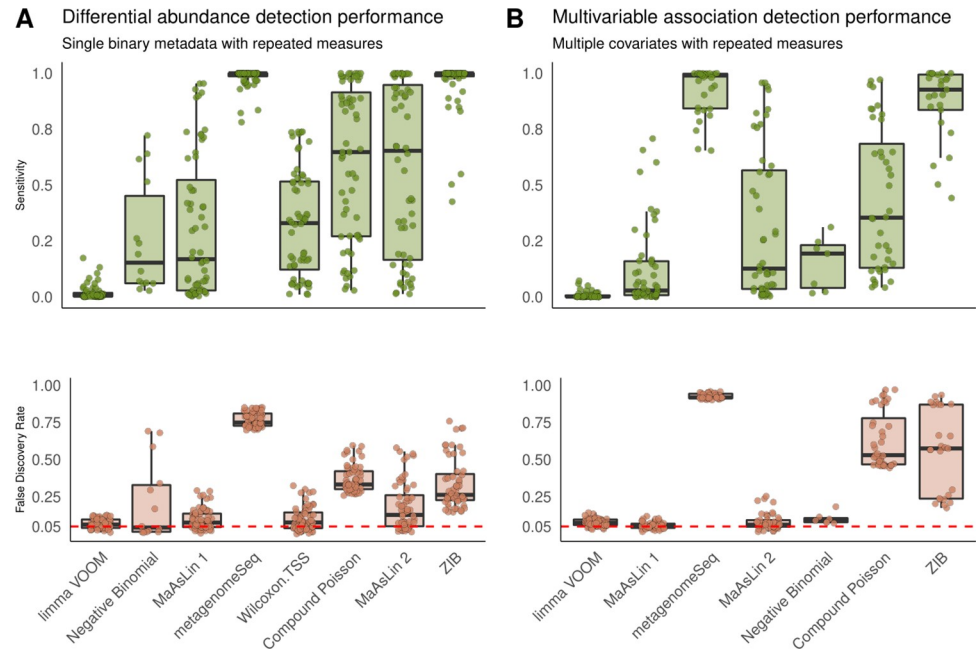 A Differential abundance detection performance
Single binary metadata with repeated measures
Sensitivity
1.0
0.8
0.5
0.2
0.0
False Discovery Rate
1.00
0.75
0.50
0.25
0.05
limma VOOM
Negative Binomial
MaAsLin 1
metagenomeSeq
Wilcoxon.TSS
Compound Poisson
MaAsLin 2
ZIB
B Multivariable association detection performance
Multiple covariates with repeated measures
1.0
0.8
0.5
0.2
0.0
1.00
0.75
0.50
0.25
0.05
limma VOOM
MaAsLin 1
metagenomeSeq
MaAsLin 2
Negative Binomial
Compound Poisson
ZIB